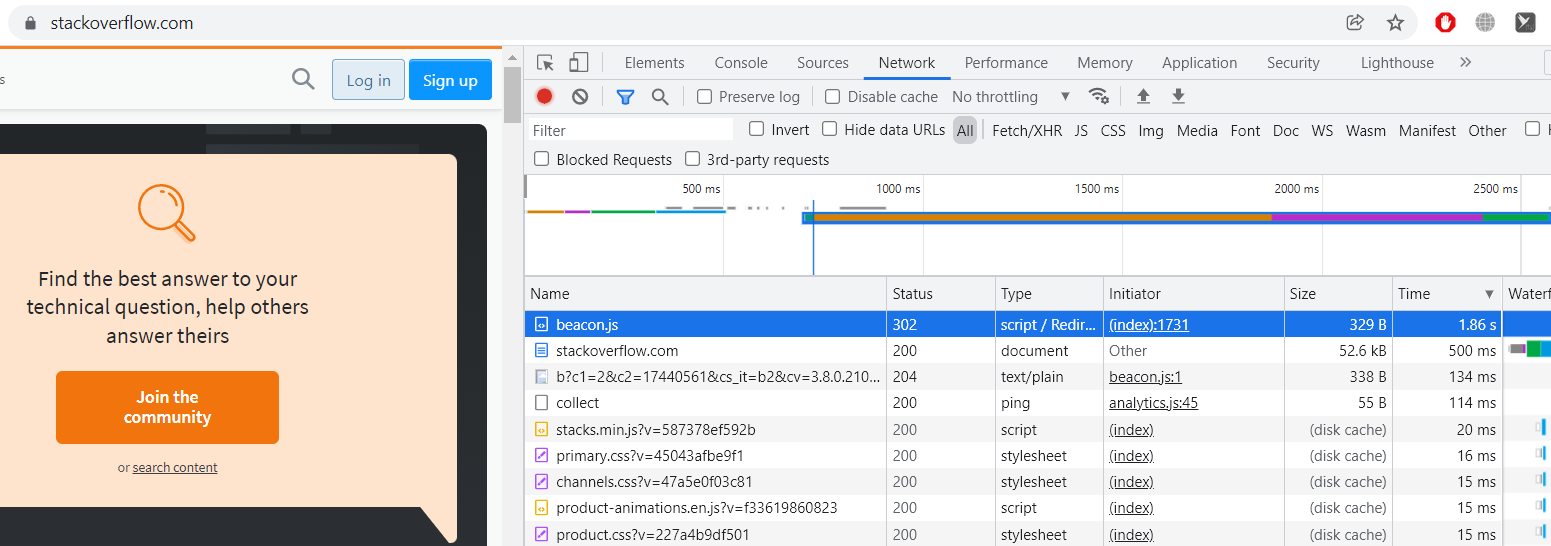 stackoverflow.com
s
Log in
Sign up
Find the best answer to your
technical question, help others
answer theirs
Join the
community
or search content
Elements Console Sources Network Performance Memory Application Security Lighthouse »
Preserve log Disable cache No throttling
Filter Invert Hide data URLs All Fetch/XHR JS CSS Img Media Font Doc WS Wasm Manifest Other
Blocked Requests 3rd-party requests
500 ms 1000 ms 1500 ms 2000 ms 2500 ms
Name Status Type Initiator Size Time
beacon.js 302 script / Redir... (index):1731 329 B 1.86 s
stackoverflow.com 200 document Other 52.6 kB 500 ms
b?c1=2&c2=17440561&cs_it=b2&cv=3.8.0.210... 204 text/plain beacon.js:1 338 B 134 ms
collect 200 ping analytics.js:45 55 B 114 ms
stacks.min.js?v=587378ef592b 200 script (index) (disk cache) 20 ms
primary.css?v=45043afbe9f1 200 stylesheet (index) (disk cache) 16 ms
channels.css?v=47a5e0f03c81 200 stylesheet (index) (disk cache) 15 ms
product-animations.en.js?v=f33619860823 200 script (index) (disk cache) 15 ms
product.css?v=227a4b9df501 200 stylesheet (index) (disk cache) 15 ms